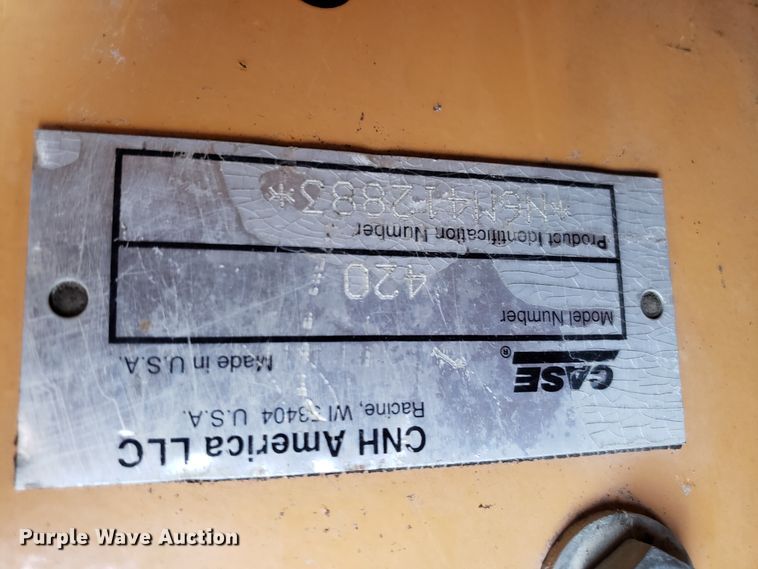 CNH America LLC
Racine, WI 53404 U.S.A.
CASE®
Made in U.S.A.
Model Number
420
Product Identification Number
*N6M412883*
Purple Wave Auction